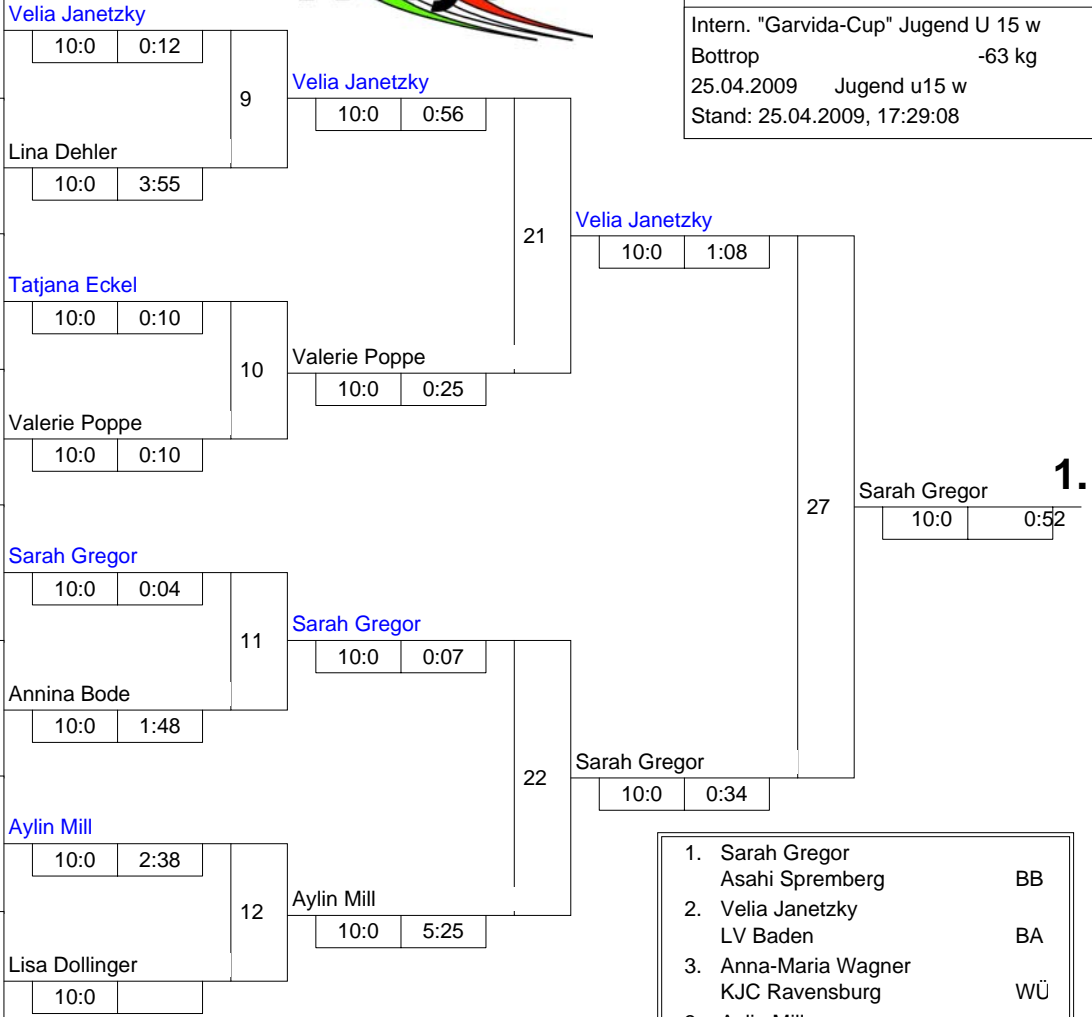 Intern. "Garvida-Cup" Jugend U 15 w
Bottrop -63 kg
25.04.2009 Jugend u15 w
Stand: 25.04.2009, 17:29:08
Velia Janetzky
10:0 0:12
9
Lina Dehler
10:0 3:55
Tatjana Eckel
10:0 0:10
10
Valerie Poppe
10:0 0:10
Sarah Gregor
10:0 0:04
11
Annina Bode
10:0 1:48
Aylin Mill
10:0 2:38
12
Lisa Dollinger
10:0
Velia Janetzky
10:0 0:56
21
Valerie Poppe
10:0 0:25
Sarah Gregor
10:0 0:07
22
Aylin Mill
10:0 5:25
Velia Janetzky
10:0 1:08
27
Sarah Gregor
10:0 0:34
Sarah Gregor 1.
10:0 0:52
1. Sarah Gregor
Asahi Spremberg BB
2. Velia Janetzky
LV Baden BA
3. Anna-Maria Wagner
KJC Ravensburg WÜ